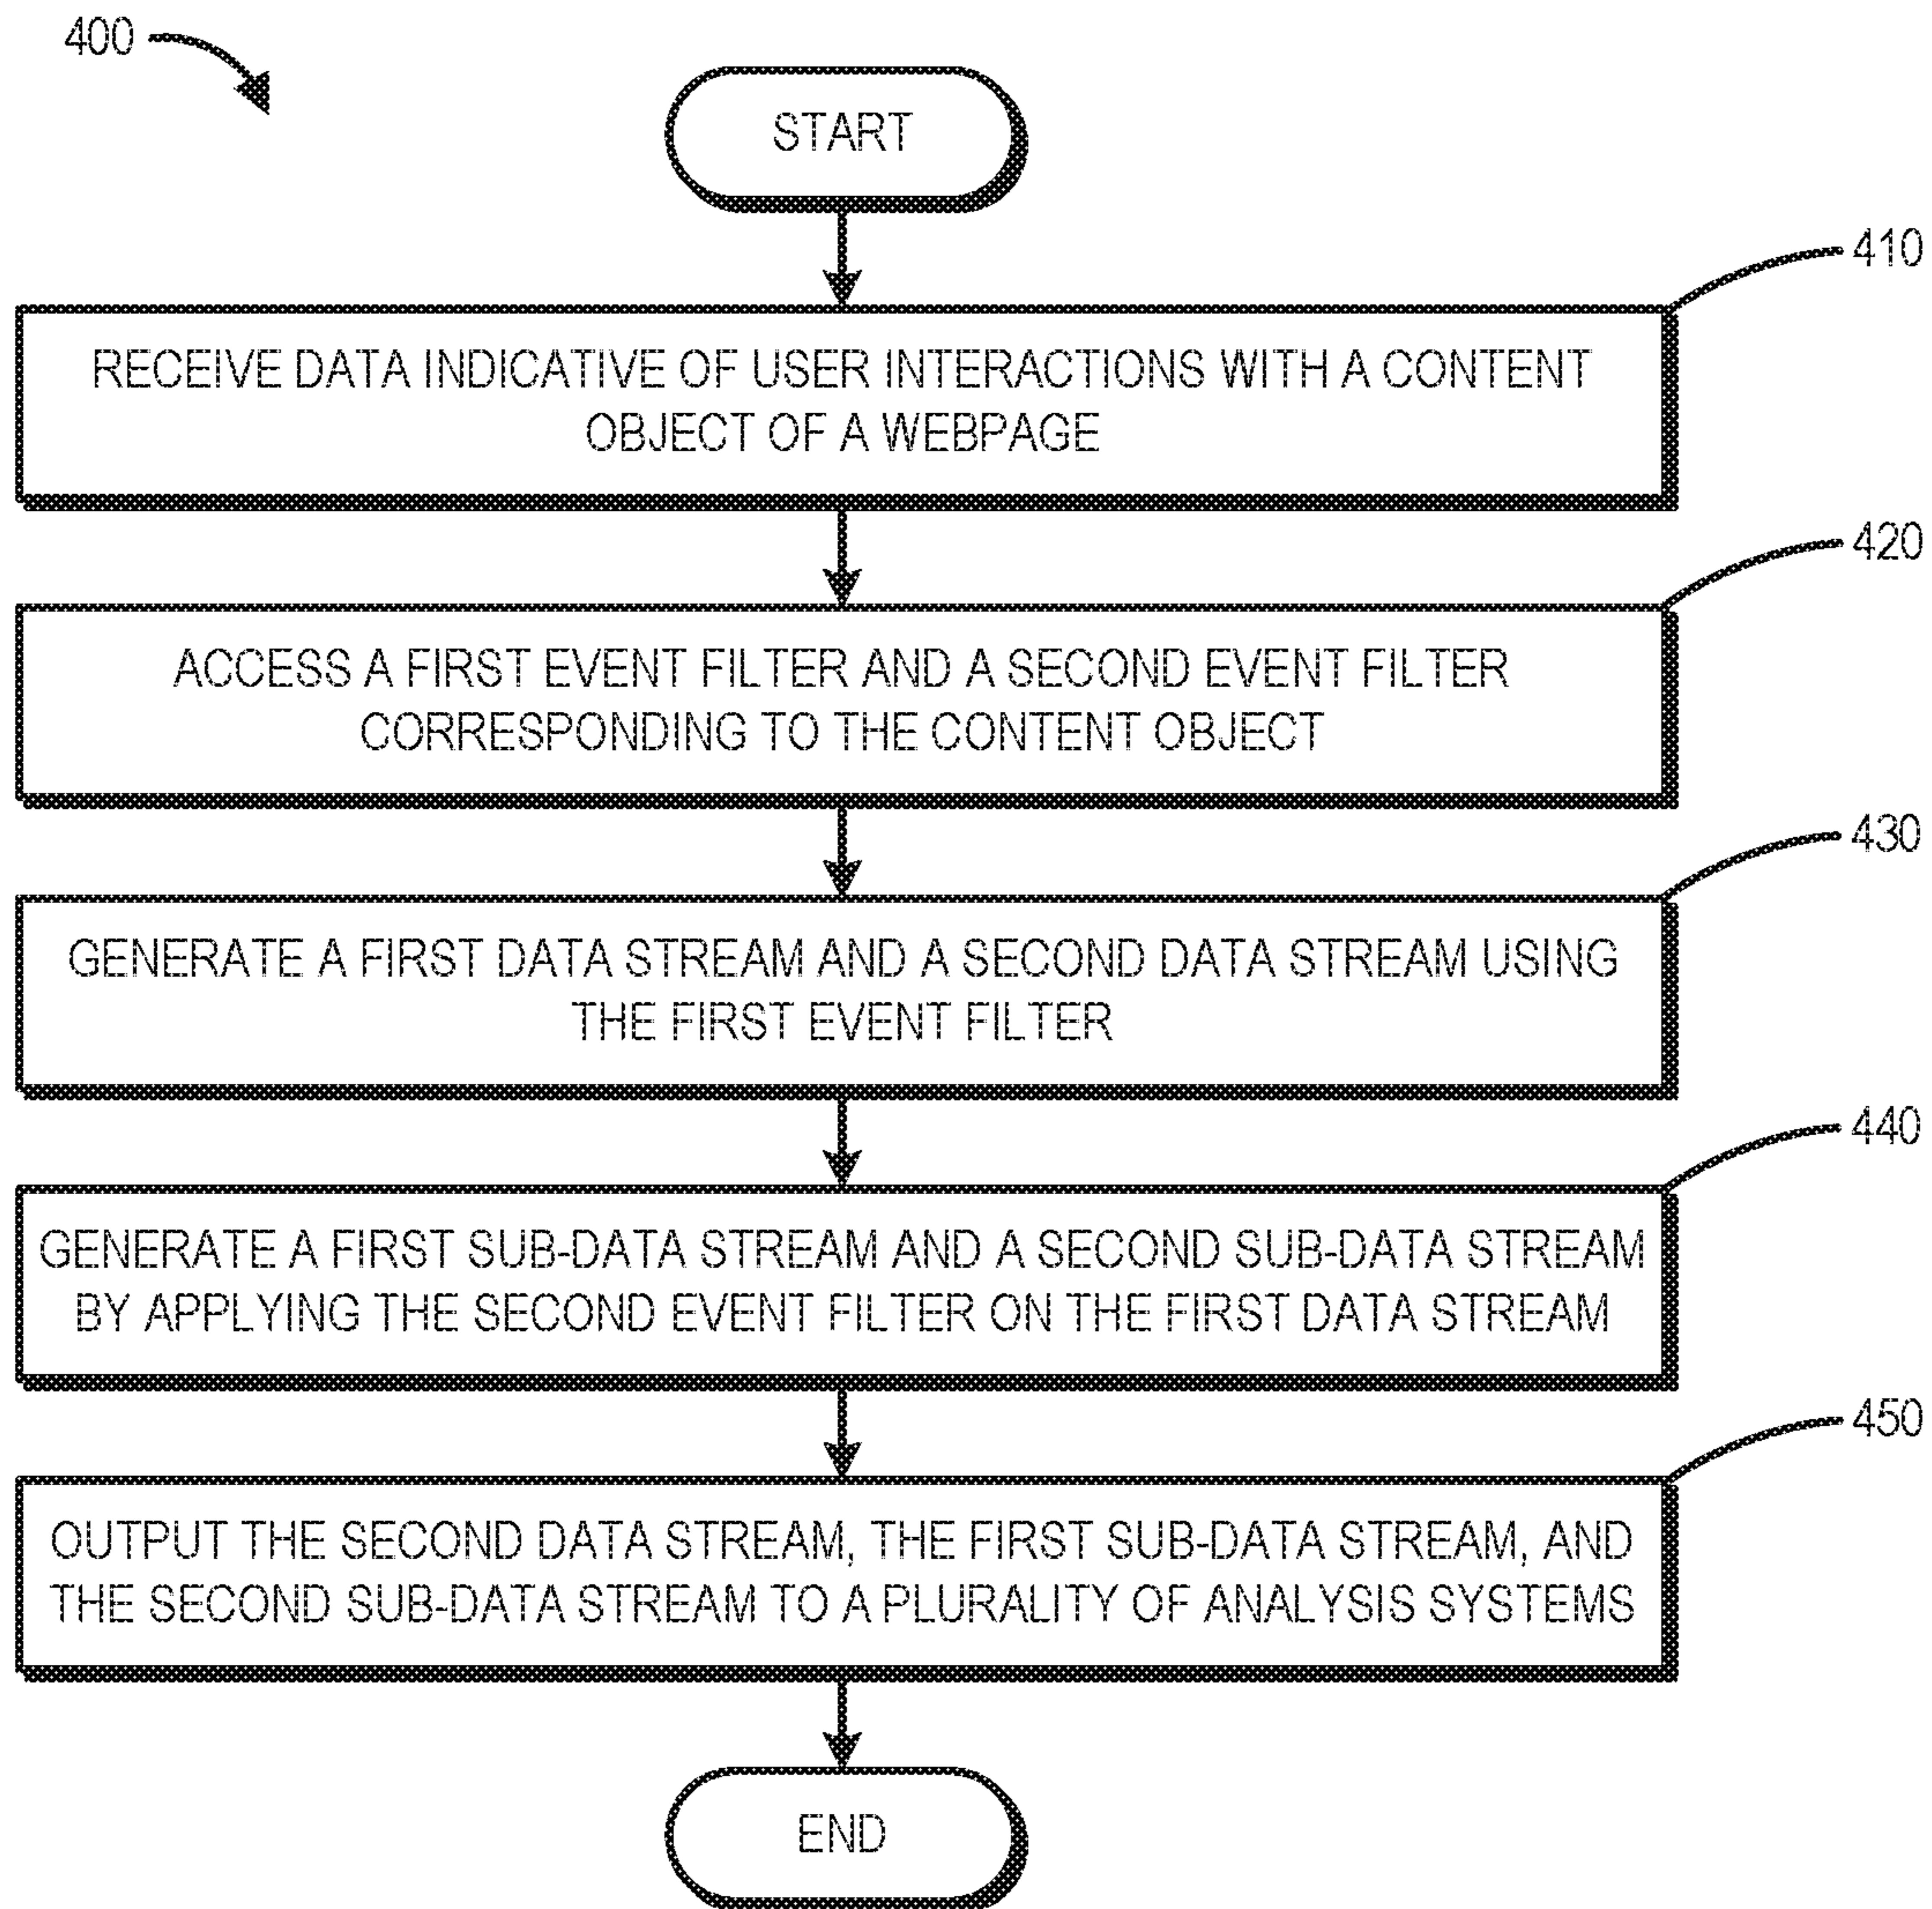 400
START
410
RECEIVE DATA INDICATIVE OF USER INTERACTIONS WITH A CONTENT
OBJECT OF A WEBPAGE
420
ACCESS A FIRST EVENT FILTER AND A SECOND EVENT FILTER
CORRESPONDING TO THE CONTENT OBJECT
430
GENERATE A FIRST DATA STREAM AND A SECOND DATA STREAM USING
THE FIRST EVENT FILTER
440
GENERATE A FIRST SUB-DATA STREAM AND A SECOND SUB-DATA STREAM
BY APPLYING THE SECOND EVENT FILTER ON THE FIRST DATA STREAM
450
OUTPUT THE SECOND DATA STREAM, THE FIRST SUB-DATA STREAM, AND
THE SECOND SUB-DATA STREAM TO A PLURALITY OF ANALYSIS SYSTEMS
END